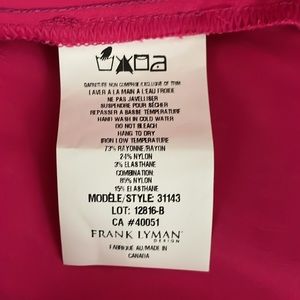 GARNITURE NON COMPRISE/EXCLUSIVE OF TRIM
LAVER A LA MAIN A L'EAU FROIDE
NE PAS JAVELLISER
SUSPENDRE POUR SÉCHER
REPASSER A BASSE TEMPERATURE
HAND WASH IN COLD WATER
DO NOT BLEACH
HANG TO DRY
IRON LOW TEMPERATURE
73% RAYONNE/RAYON
24% NYLON
3% ELASTHANE
COMBINATION:
85% NYLON
15% ELASTHANE
MODÈLE/STYLE: 31143
LOT: 12816-B
CA #40051
FRANK LYMAN
DESIGN
FABRIQUE AU/MADE IN
CANADA